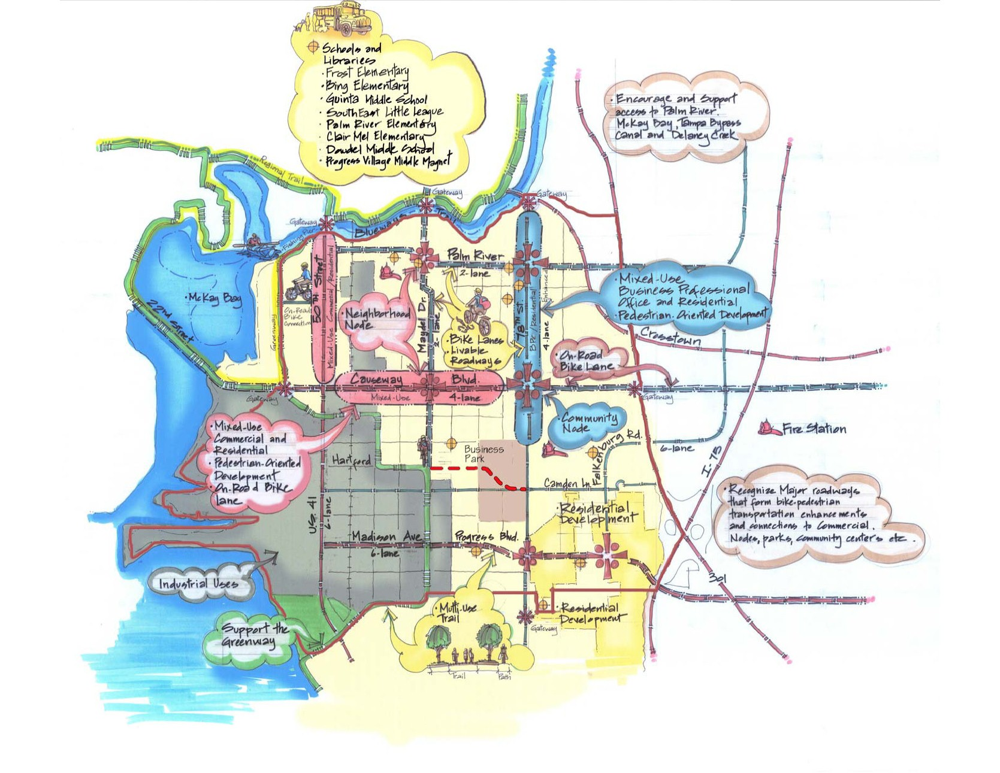 Schools and
Libraries
· Frost Elementary
· Bing Elementary
· Guinta Middle School
· SouthEast Little League
· Palm River Elementary
· Clair Mel Elementary
· Dowdel Middle School
· Progress Village Middle Magnet
· Encourage and Support
access to Palm River.
McKay Bay, Tampa Bypass
Canal and Delaney Creek
Regional Trail
Gateway
Gateway
Gateway
Blueways Trail
Fishing Pier
Palm River
2-lane
50TH Street
Mixed-Use Commercial/Residential
On-Road
Bike
Connection
Greenway
· McKay Bay
22nd Street
· Neighborhood
Node
Maydel Dr.
2-lane
· Bike Lanes
· Livable
Roadways
78TH St.
BPO/Residential
4-lane Enhanced
· Mixed-Use
Business Professional
Office and Residential
· Pedestrian-Oriented Development
Crosstown
· On-Road
Bike Lane
Causeway Blvd.
Mixed-Use 4-lane
Gateway
Gateway
· Mixed-Use
Commercial and
Residential
· Pedestrian-Oriented
Development
· On-Road Bike
lane
· Community
Node
Fire Station
Falkenburg Rd.
6-lane
I-75
Business
Park
Hartford
Camden Ln.
U.S. 41
6-lane
· Residential
Development
· Recognize Major roadways
that form bike-pedestrian
transportation enhancements
and connections to Commercial.
Nodes, parks, community centers etc.
Madison Ave.
6-lane
Progress Blvd.
Industrial Uses
301
· Multi-Use
Trail
· Residential
Development
Gateway
Support the
Greenway
Trail
Path